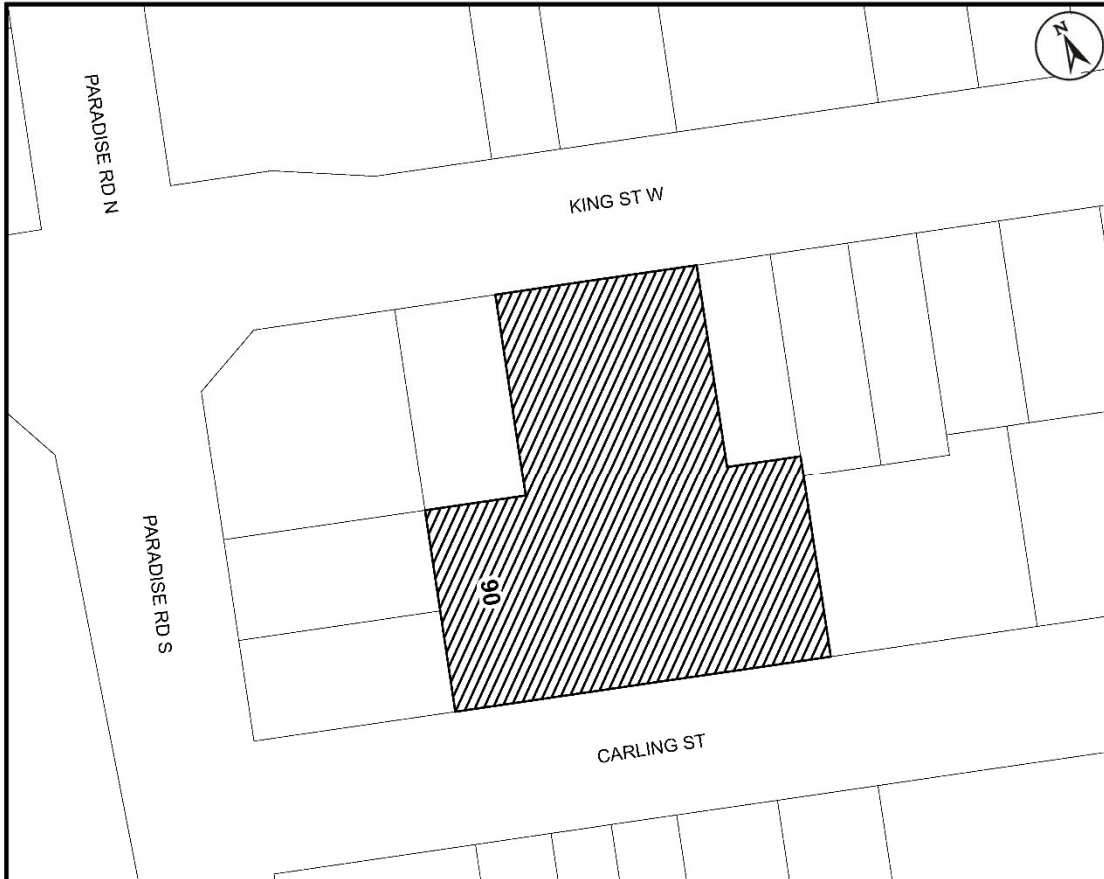 N
PARADISE RD N
KING ST W
PARADISE RD S
90
CARLING ST